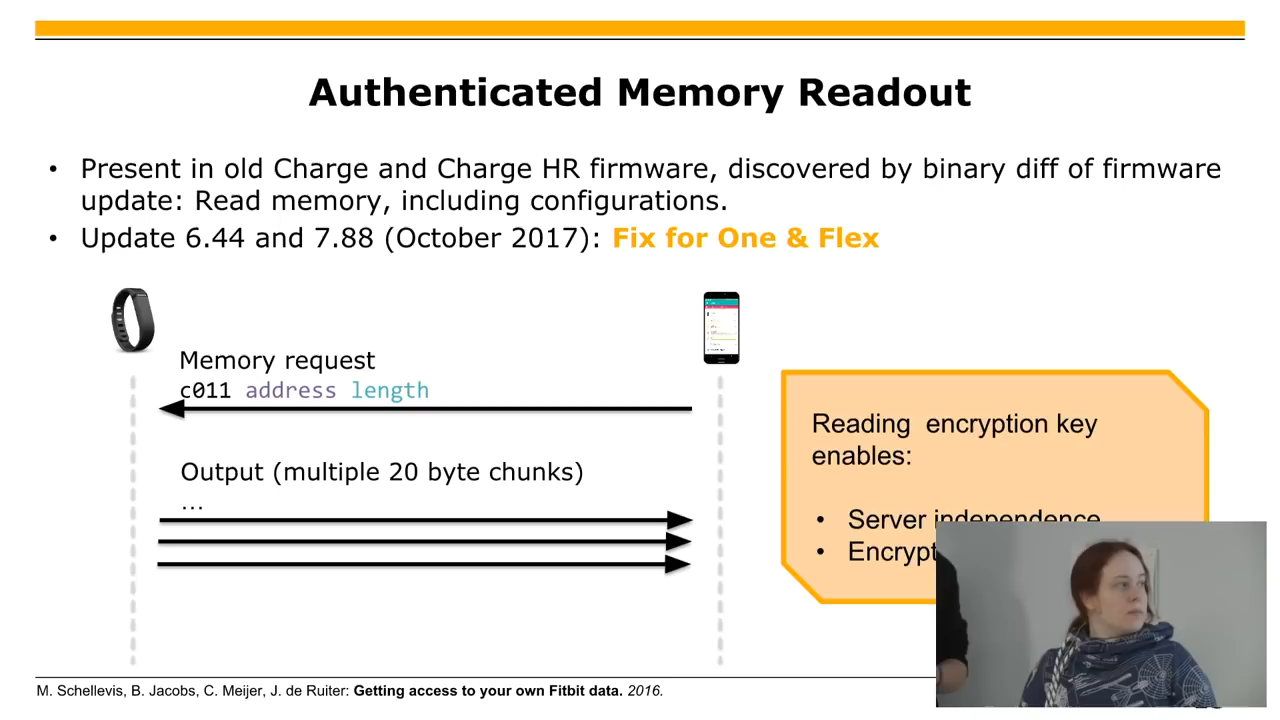 Authenticated Memory Readout
• Present in old Charge and Charge HR firmware, discovered by binary diff of firmware
update: Read memory, including configurations.
• Update 6.44 and 7.88 (October 2017): Fix for One & Flex
Memory request
c011 address length
Output (multiple 20 byte chunks)
...
Reading encryption key
enables:
• Server independence
• Encrypt
M. Schellevis, B. Jacobs, C. Meijer, J. de Ruiter: Getting access to your own Fitbit data. 2016.